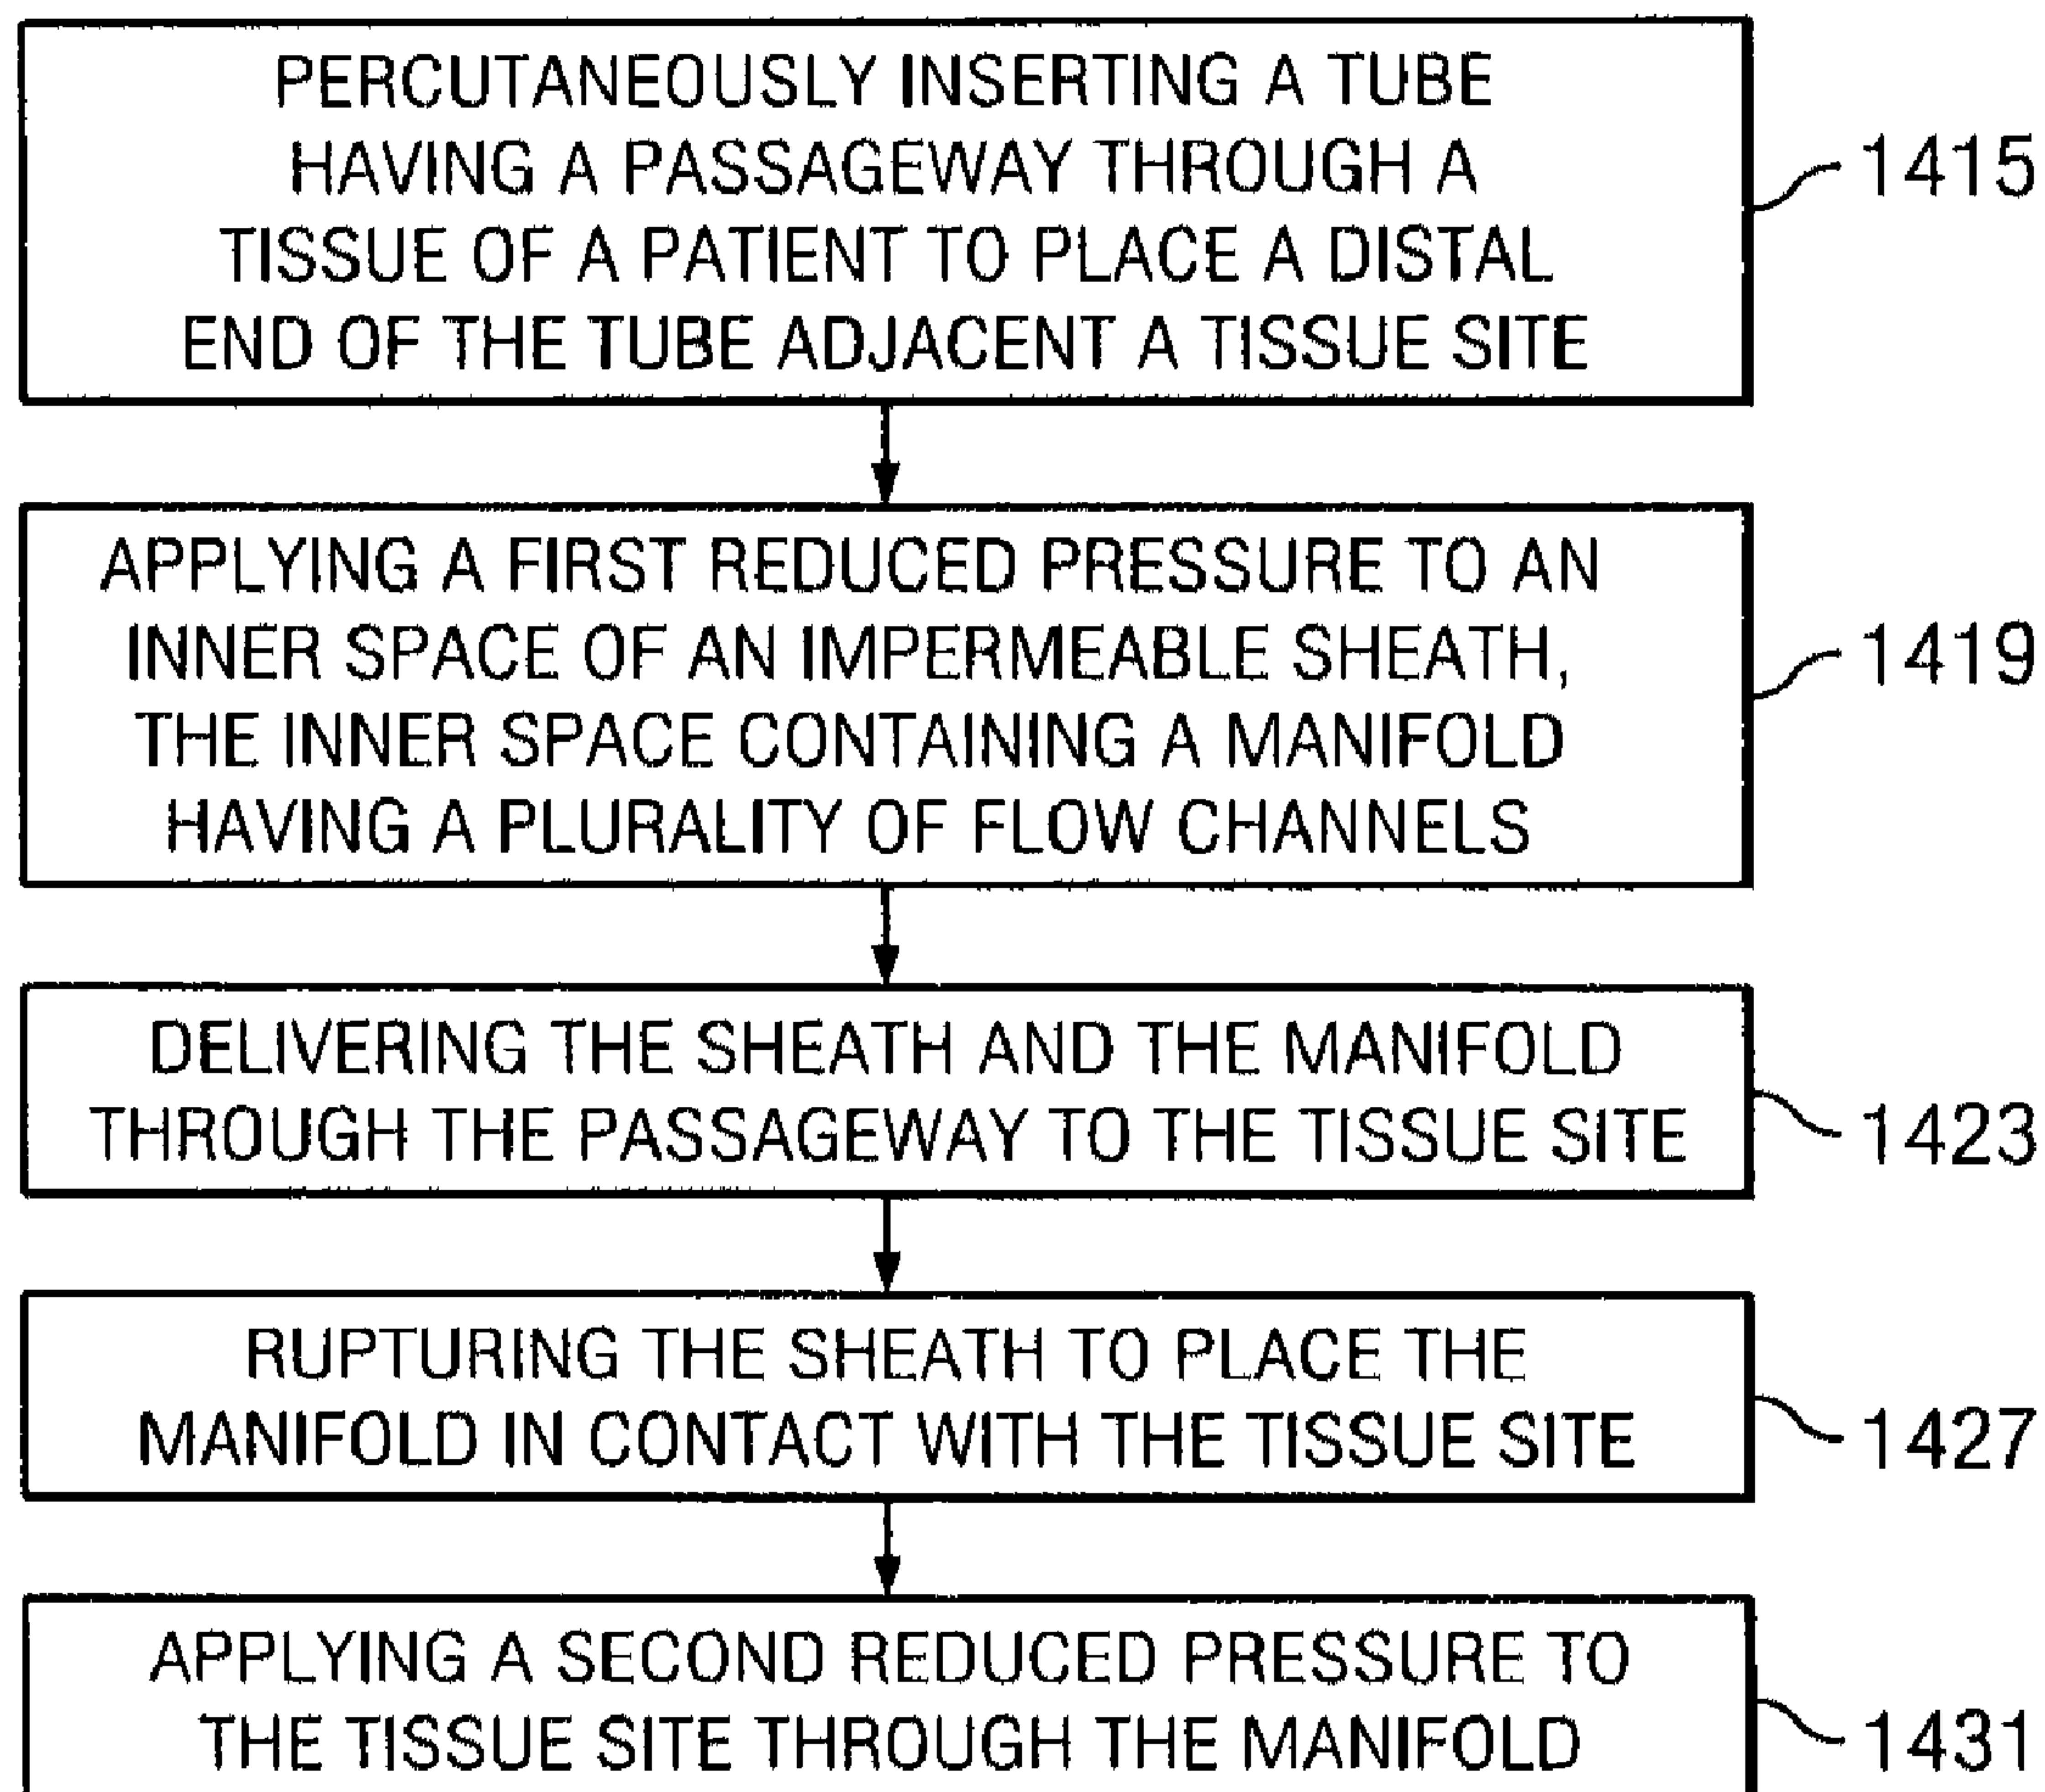 PERCUTANEOUSLY INSERTING A TUBE
HAVING A PASSAGEWAY THROUGH A
TISSUE OF A PATIENT TO PLACE A DISTAL
END OF THE TUBE ADJACENT A TISSUE SITE
1415
APPLYING A FIRST REDUCED PRESSURE TO AN
INNER SPACE OF AN IMPERMEABLE SHEATH,
THE INNER SPACE CONTAINING A MANIFOLD
HAVING A PLURALITY OF FLOW CHANNELS
1419
DELIVERING THE SHEATH AND THE MANIFOLD
THROUGH THE PASSAGEWAY TO THE TISSUE SITE
1423
RUPTURING THE SHEATH TO PLACE THE
MANIFOLD IN CONTACT WITH THE TISSUE SITE
1427
APPLYING A SECOND REDUCED PRESSURE TO
THE TISSUE SITE THROUGH THE MANIFOLD
1431